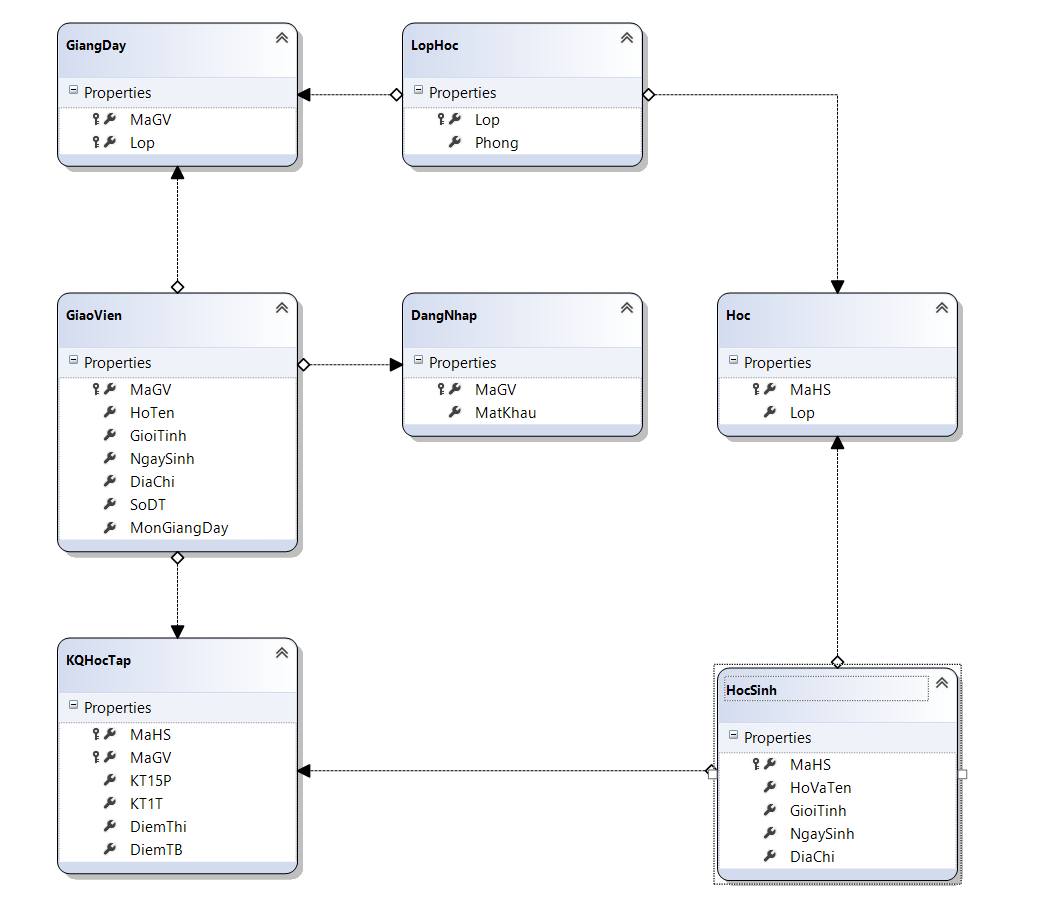 GiangDay
Properties
MaGV
Lop
LopHoc
Properties
Lop
Phong
GiaoVien
Properties
MaGV
HoTen
GioiTinh
NgaySinh
DiaChi
SoDT
MonGiangDay
DangNhap
Properties
MaGV
MatKhau
Hoc
Properties
MaHS
Lop
KQHocTap
Properties
MaHS
MaGV
KT15P
KT1T
DiemThi
DiemTB
HocSinh
Properties
MaHS
HoVaTen
GioiTinh
NgaySinh
DiaChi